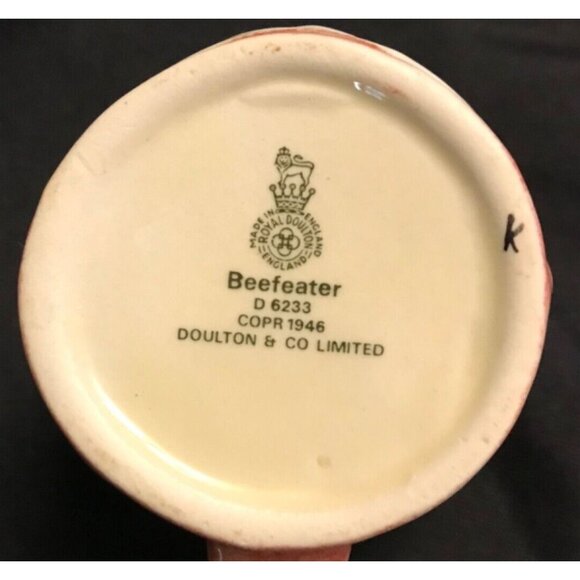 MADE IN ENGLAND
ROYAL DOULTON
ENGLAND
Beefeater
D 6233
COPR 1946
DOULTON & CO LIMITED
K